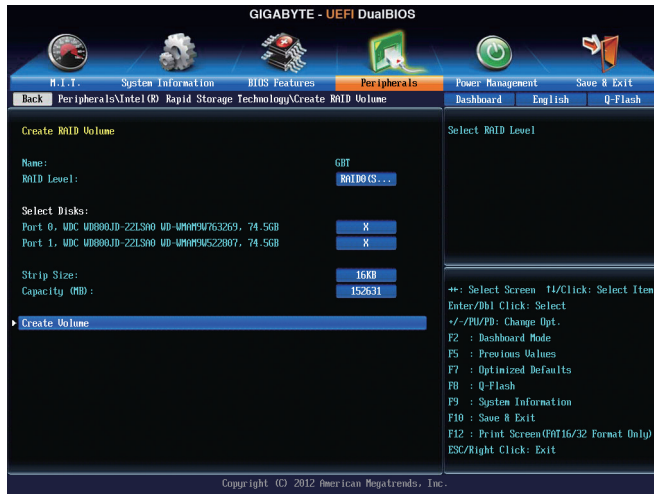 GIGABYTE - UEFI DualBIOS
M.I.T. System Information BIOS Features Peripherals Power Management Save & Exit
Back Peripherals\Intel(R) Rapid Storage Technology\Create RAID Volume Dashboard English Q-Flash
Create RAID Volume
Name: GBT
RAID Level: RAID0(S...
Select Disks:
Port 0, WDC WD800JD-22LSA0 WD-WMAM9W763269, 74.5GB X
Port 1, WDC WD800JD-22LSA0 WD-WMAM9W522807, 74.5GB X
Strip Size: 16KB
Capacity (MB): 152631
Create Volume
Select RAID Level
→←: Select Screen ↑↓/Click: Select Item
Enter/Dbl Click: Select
+/-/PU/PD: Change Opt.
F2 : Dashboard Mode
F5 : Previous Values
F7 : Optimized Defaults
F8 : Q-Flash
F9 : System Information
F10 : Save & Exit
F12 : Print Screen(FAT16/32 Format Only)
ESC/Right Click: Exit
Copyright (C) 2012 American Megatrends, Inc.